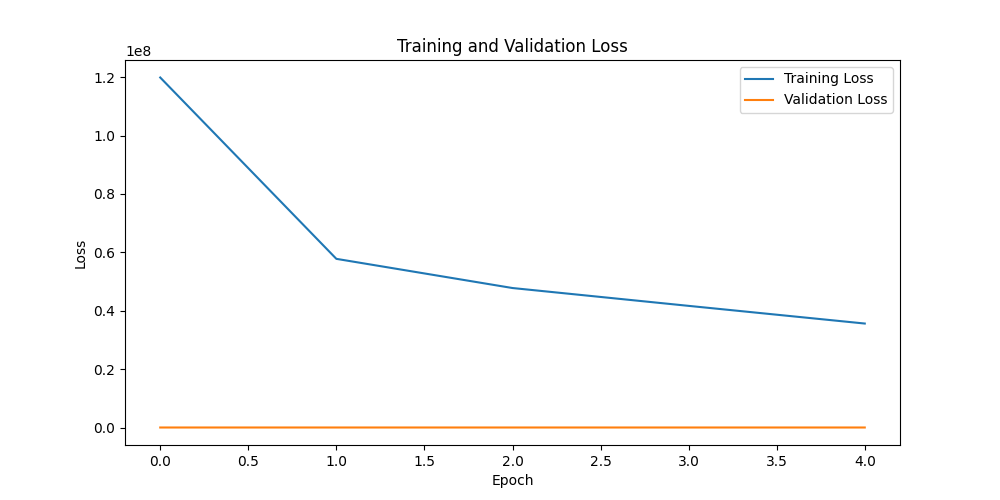 Training and Validation Loss
1e8
Training Loss
Validation Loss
1.2
1.0
0.8
0.6
0.4
0.2
0.0
Loss
0.0 0.5 1.0 1.5 2.0 2.5 3.0 3.5 4.0
Epoch